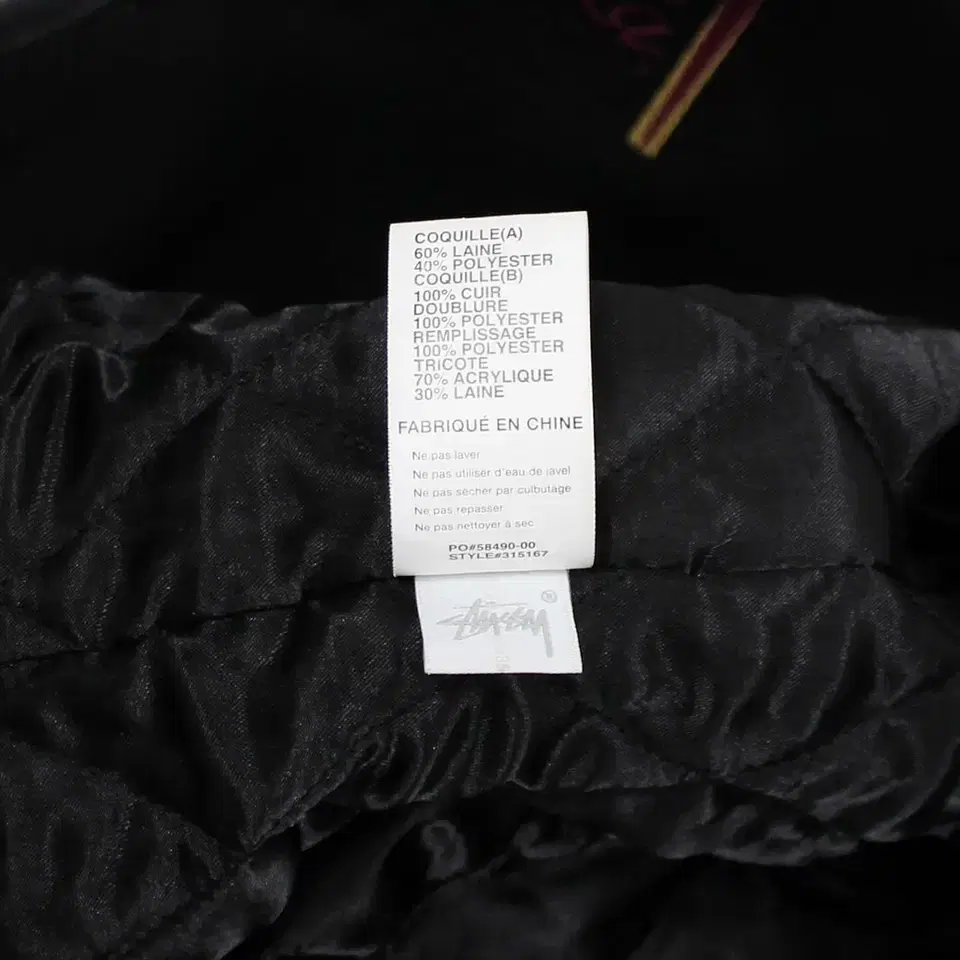 COQUILLE(A)
60% LAINE
40% POLYESTER
COQUILLE(B)
100% CUIR
DOUBLURE
100% POLYESTER
REMPLISSAGE
100% POLYESTER
TRICOTE
70% ACRYLIQUE
30% LAINE
FABRIQUÉ EN CHINE
Ne pas laver
Ne pas utiliser d'eau de javel
Ne pas sécher par culbutage
Ne pas repasser
Ne pas nettoyer à sec
PO#58490-00
STYLE#315167
Stüssy ®